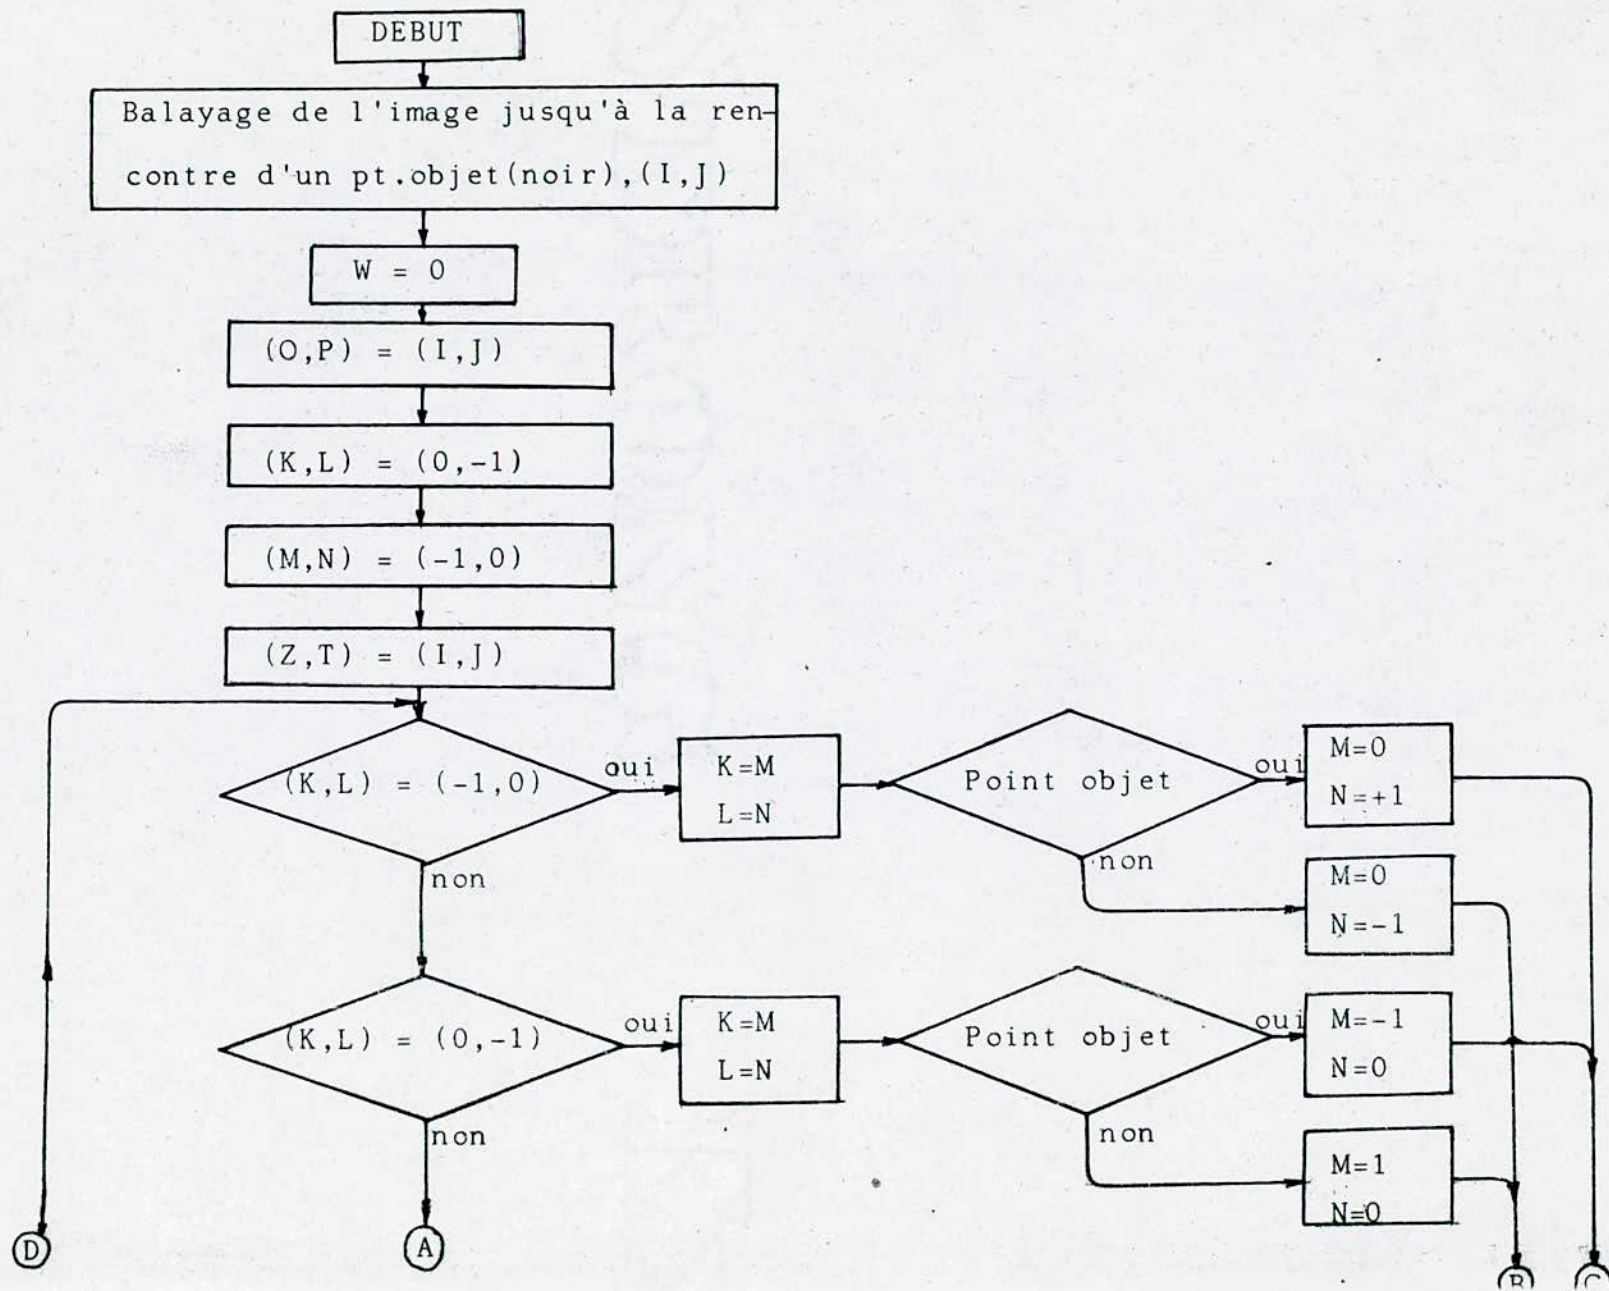 DEBUT
Balayage de l'image jusqu'à la ren-
contre d'un pt.objet(noir),(I,J)
W = 0
(O,P) = (I,J)
(K,L) = (0,-1)
(M,N) = (-1,0)
(Z,T) = (I,J)
(K,L) = (-1,0)
oui
K=M
L=N
Point objet
oui
M=0
N=+1
non
non
M=0
N=-1
(K,L) = (0,-1)
oui
K=M
L=N
Point objet
oui
M=-1
N=0
non
non
M=1
N=0
D
A
B
C